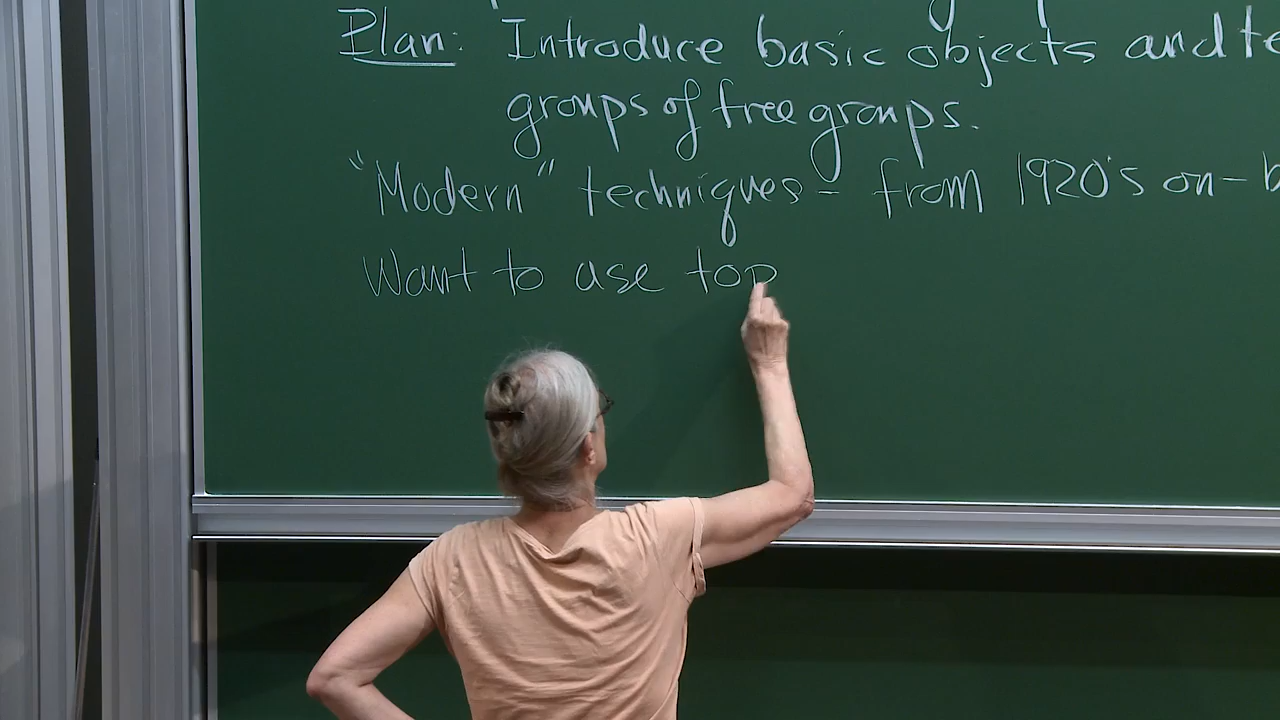 Plan: Introduce basic objects and te
groups of free groups.
"Modern" techniques - from 1920's on - b
Want to use top